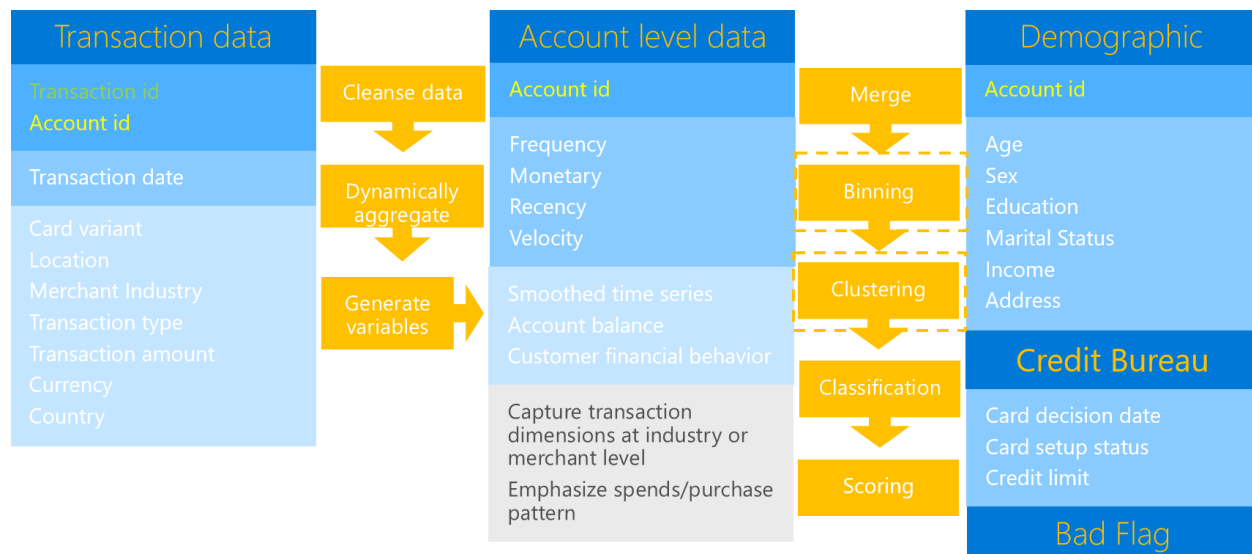 Transaction data
Transaction id
Account id
Transaction date
Card variant
Location
Merchant Industry
Transaction type
Transaction amount
Currency
Country
Cleanse data
Dynamically
aggregate
Generate
variables
Account level data
Account id
Frequency
Monetary
Recency
Velocity
Smoothed time series
Account balance
Customer financial behavior
Capture transaction
dimensions at industry or
merchant level
Emphasize spends/purchase
pattern
Merge
Binning
Clustering
Classification
Scoring
Demographic
Account id
Age
Sex
Education
Marital Status
Income
Address
Credit Bureau
Card decision date
Card setup status
Credit limit
Bad Flag